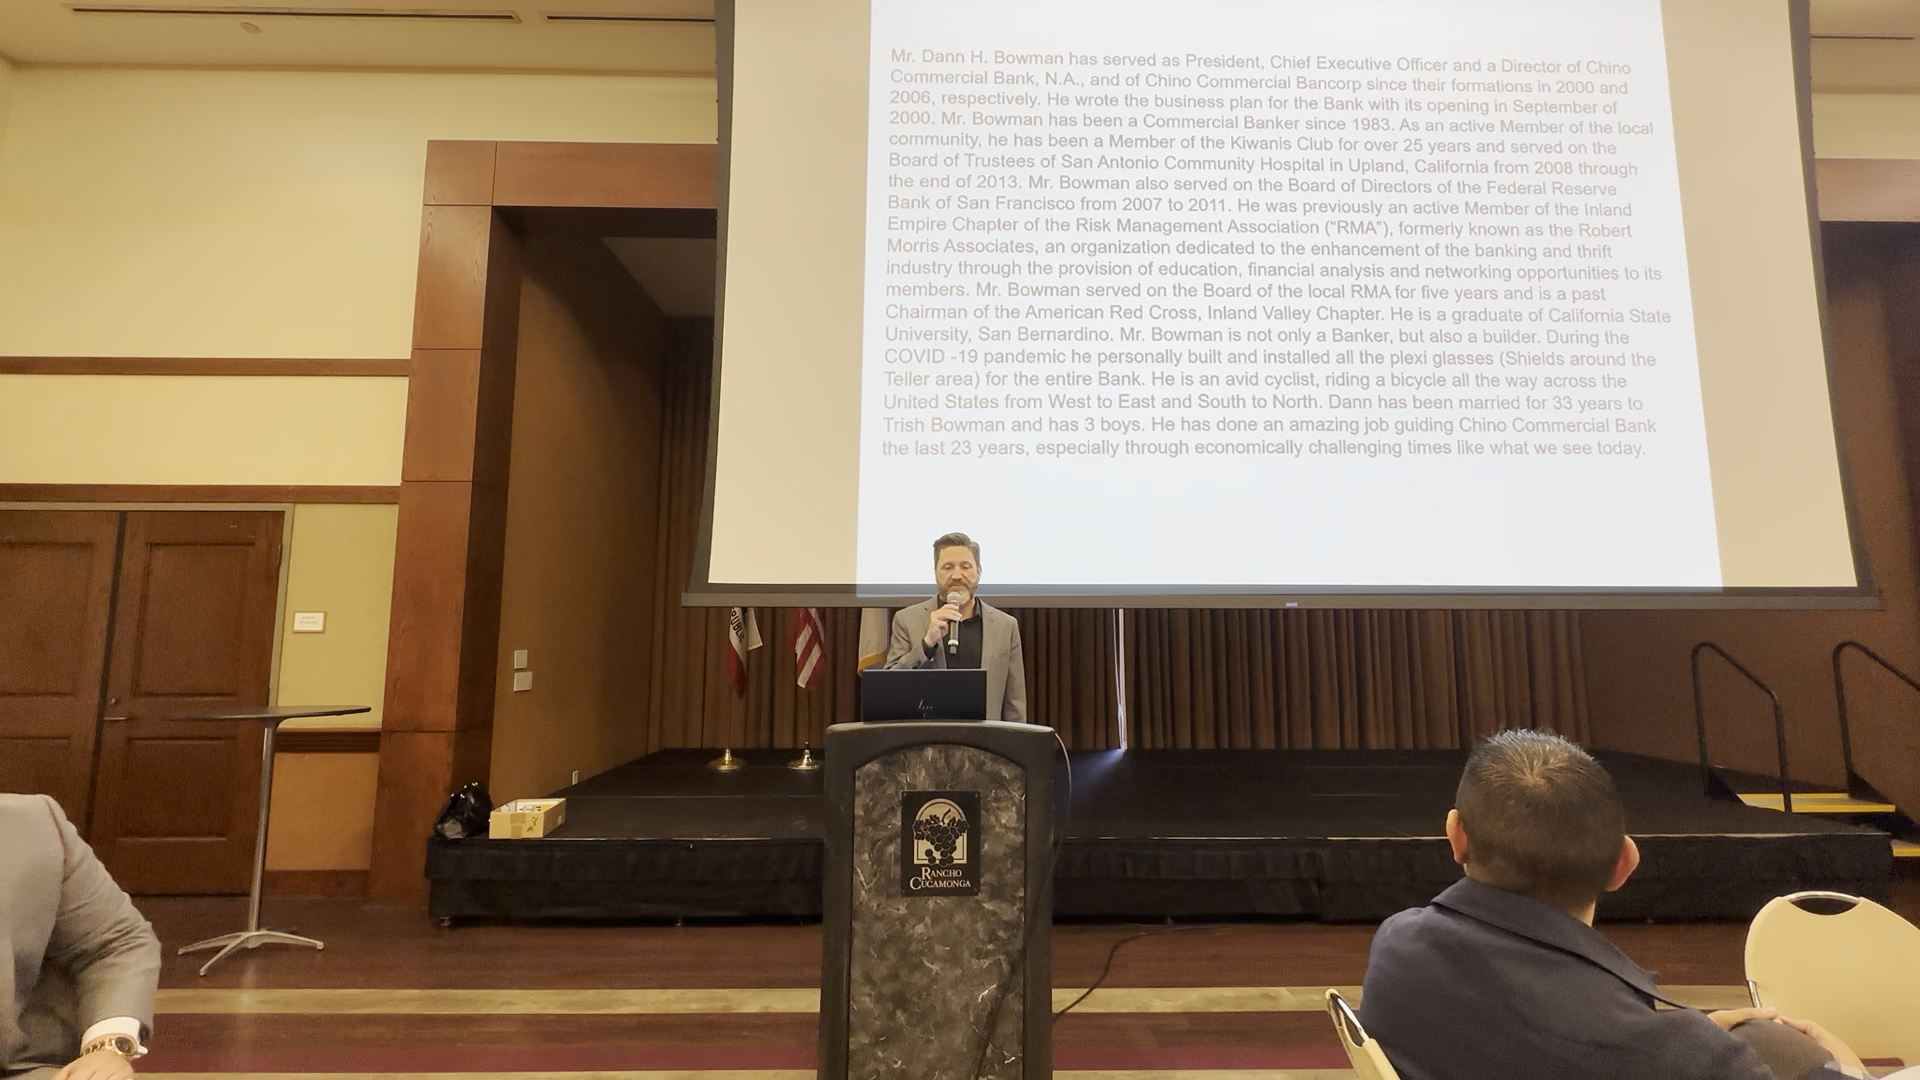 Mr. Dann H. Bowman has served as President, Chief Executive Officer and a Director of Chino
Commercial Bank, N.A., and of Chino Commercial Bancorp since their formations in 2000 and
2006, respectively. He wrote the business plan for the Bank with its opening in September of
2000. Mr. Bowman has been a Commercial Banker since 1983. As an active Member of the local
community, he has been a Member of the Kiwanis Club for over 25 years and served on the
Board of Trustees of San Antonio Community Hospital in Upland, California from 2008 through
the end of 2013. Mr. Bowman also served on the Board of Directors of the Federal Reserve
Bank of San Francisco from 2007 to 2011. He was previously an active Member of the Inland
Empire Chapter of the Risk Management Association (“RMA”), formerly known as the Robert
Morris Associates, an organization dedicated to the enhancement of the banking and thrift
industry through the provision of education, financial analysis and networking opportunities to its
members. Mr. Bowman served on the Board of the local RMA for five years and is a past
Chairman of the American Red Cross, Inland Valley Chapter. He is a graduate of California State
University, San Bernardino. Mr. Bowman is not only a Banker, but also a builder. During the
COVID -19 pandemic he personally built and installed all the plexi glasses (Shields around the
Teller area) for the entire Bank. He is an avid cyclist, riding a bicycle all the way across the
United States from West to East and South to North. Dann has been married for 33 years to
Trish Bowman and has 3 boys. He has done an amazing job guiding Chino Commercial Bank
the last 23 years, especially through economically challenging times like what we see today.
hp
RANCHO
CUCAMONGA